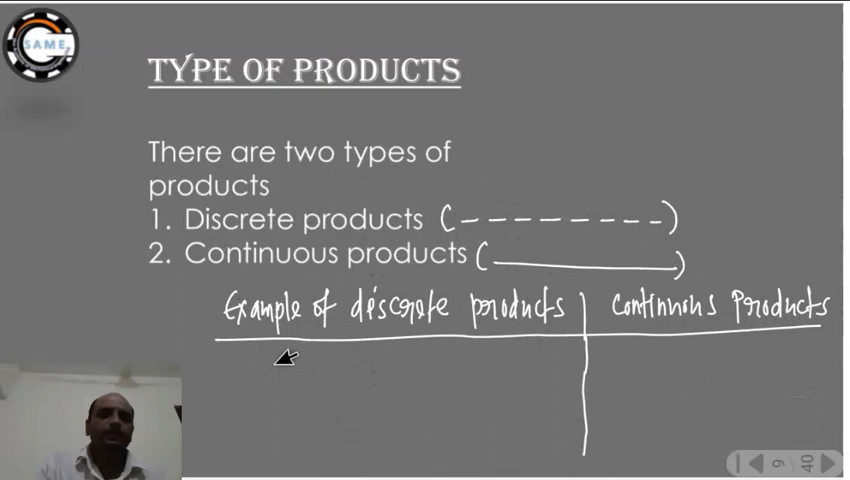 SAME
TYPE OF PRODUCTS
There are two types of
products
1. Discrete products (--------)
2. Continuous products (______)
Example of discrete products | Continuous Products
9 \ 40